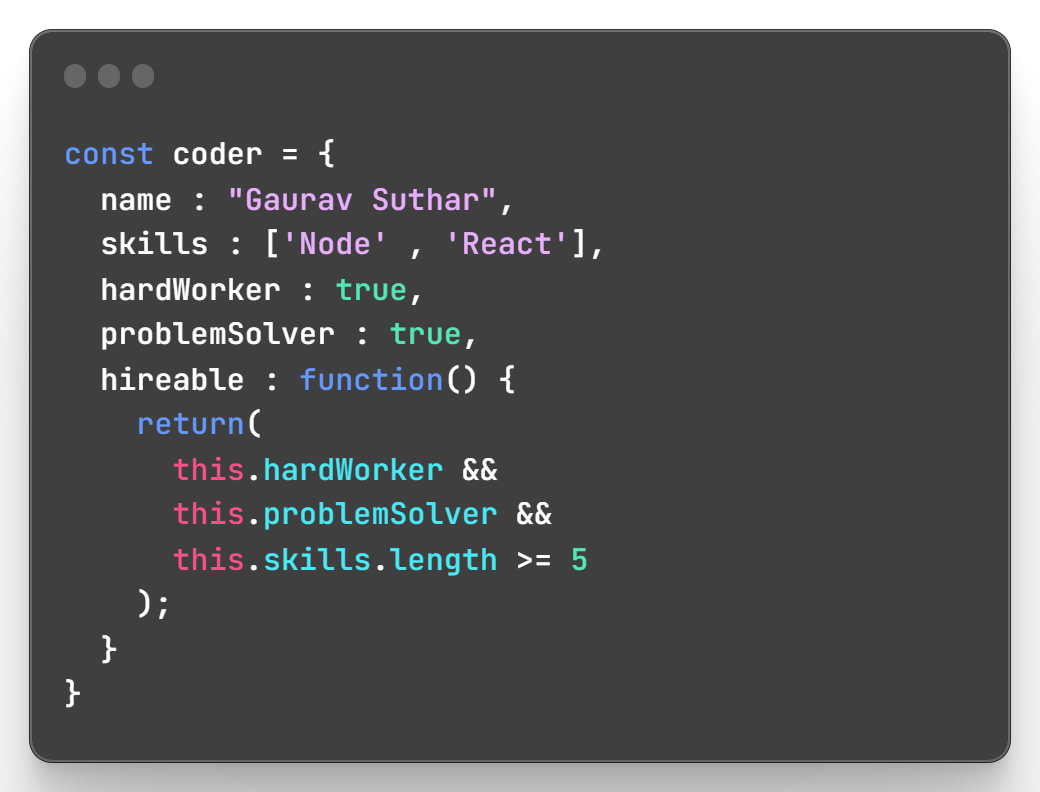 const coder = {
  name : "Gaurav Suthar",
  skills : ['Node' , 'React'],
  hardWorker : true,
  problemSolver : true,
  hireable : function() {
    return(
      this.hardWorker &&
      this.problemSolver &&
      this.skills.length >= 5
    );
  }
}